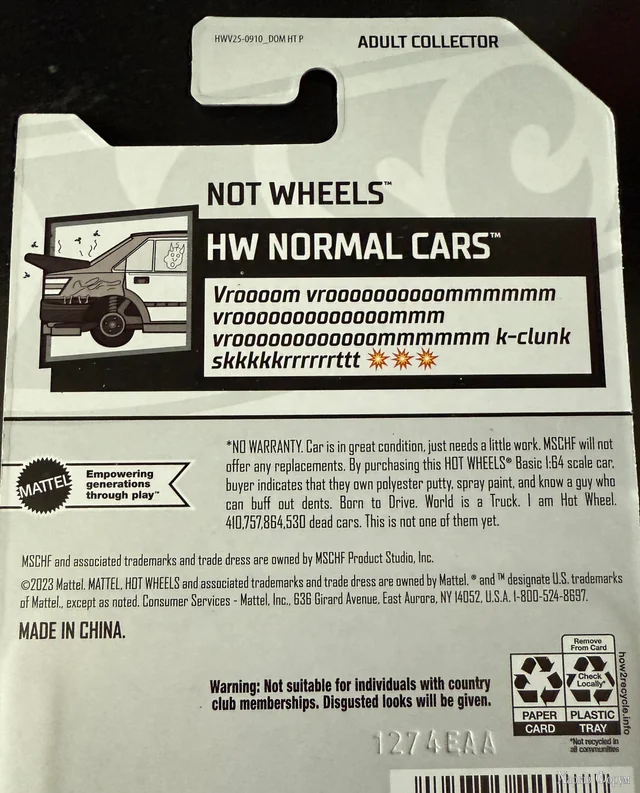 HWV25-0910_DOM HT P
ADULT COLLECTOR
NOT WHEELS™
HW NORMAL CARS™
Vroooom vroooooooooommmmmm
vrooooooooooooommm
vroooooooooooommmmmm k-clunk
skkkkkrrrrrrttt 💥💥💥
*NO WARRANTY. Car is in great condition, just needs a little work. MSCHF will not
offer any replacements. By purchasing this HOT WHEELS® Basic 1:64 scale car,
buyer indicates that they own polyester putty, spray paint, and know a guy who
can buff out dents. Born to Drive. World is a Truck. I am Hot Wheel.
410,757,864,530 dead cars. This is not one of them yet.
MATTEL
Empowering
generations
through play™
MSCHF and associated trademarks and trade dress are owned by MSCHF Product Studio, Inc.
©2023 Mattel. MATTEL, HOT WHEELS and associated trademarks and trade dress are owned by Mattel. ® and ™ designate U.S. trademarks
of Mattel., except as noted. Consumer Services - Mattel, Inc., 636 Girard Avenue, East Aurora, NY 14052, U.S.A. 1-800-524-8697.
MADE IN CHINA.
Warning: Not suitable for individuals with country
club memberships. Disgusted looks will be given.
Remove
From Card
Check
Locally*
PAPER
CARD
PLASTIC
TRAY
*Not recycled in
all communities
how2recycle.info
1274EAA